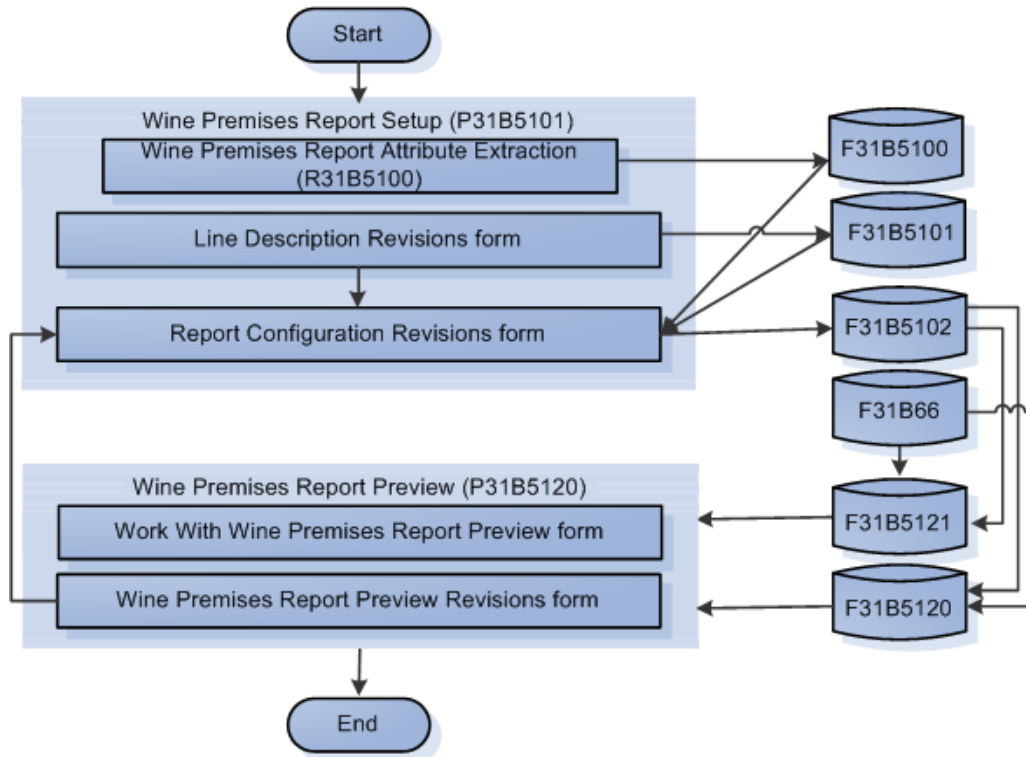 Start
Wine Premises Report Setup (P31B5101)
Wine Premises Report Attribute Extraction
(R31B5100)
F31B5100
Line Description Revisions form
F31B5101
Report Configuration Revisions form
F31B5102
F31B66
Wine Premises Report Preview (P31B5120)
Work With Wine Premises Report Preview form
F31B5121
Wine Premises Report Preview Revisions form
F31B5120
End